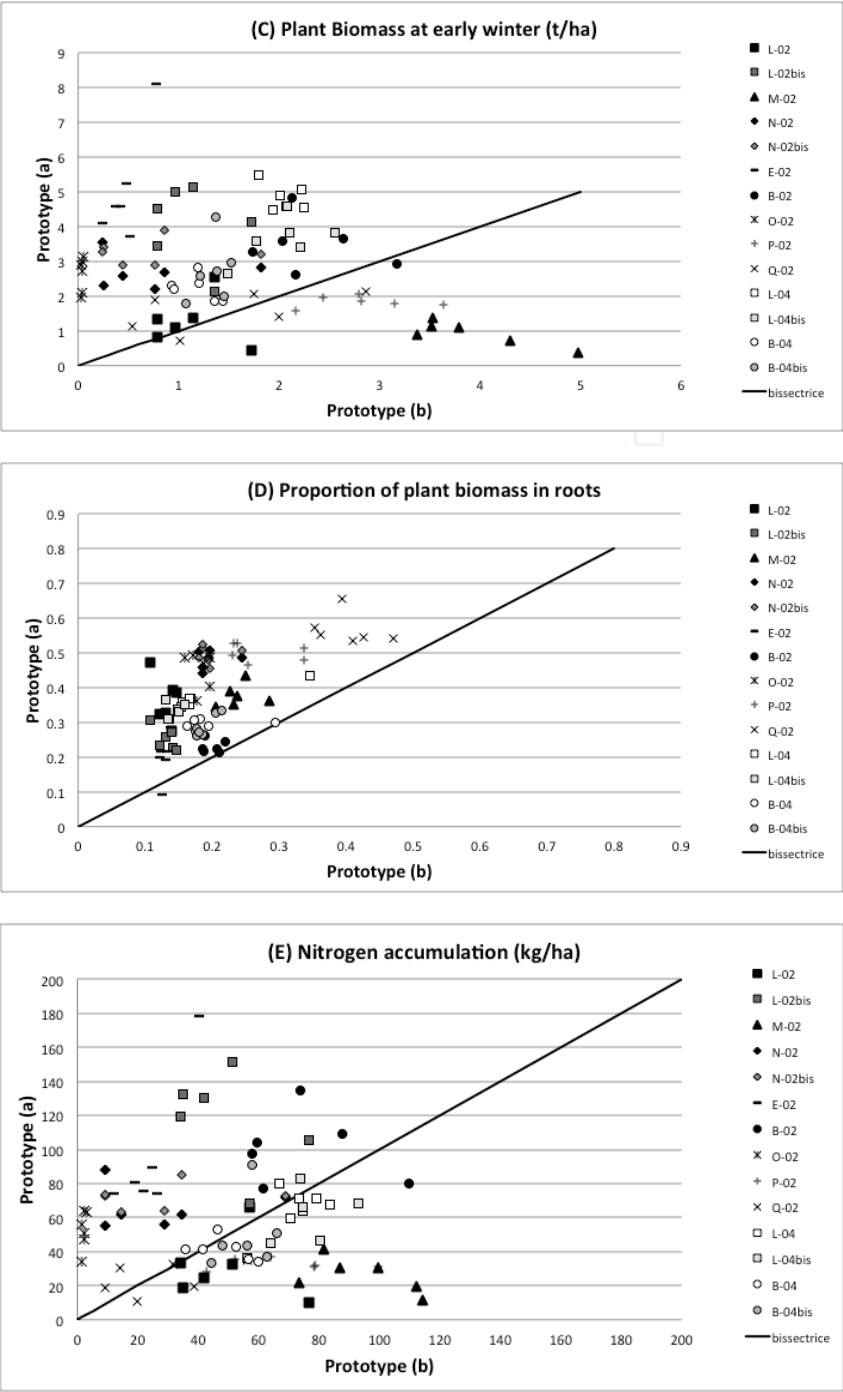 (C) Plant Biomass at early winter (t/ha)
9
8
7
6
5
4
3
2
1
0
Prototype (a)
0 1 2 3 4 5 6
Prototype (b)
L-02
L-02bis
M-02
N-02
N-02bis
E-02
B-02
O-02
P-02
Q-02
L-04
L-04bis
B-04
B-04bis
bissectrice
(D) Proportion of plant biomass in roots
0.9
0.8
0.7
0.6
0.5
0.4
0.3
0.2
0.1
0
Prototype (a)
0 0.1 0.2 0.3 0.4 0.5 0.6 0.7 0.8 0.9
Prototype (b)
L-02
L-02bis
M-02
N-02
N-02bis
E-02
B-02
O-02
P-02
Q-02
L-04
L-04bis
B-04
B-04bis
bissectrice
(E) Nitrogen accumulation (kg/ha)
200
180
160
140
120
100
80
60
40
20
0
Prototype (a)
0 20 40 60 80 100 120 140 160 180 200
Prototype (b)
L-02
L-02bis
M-02
N-02
N-02bis
E-02
B-02
O-02
P-02
Q-02
L-04
L-04bis
B-04
B-04bis
bissectrice